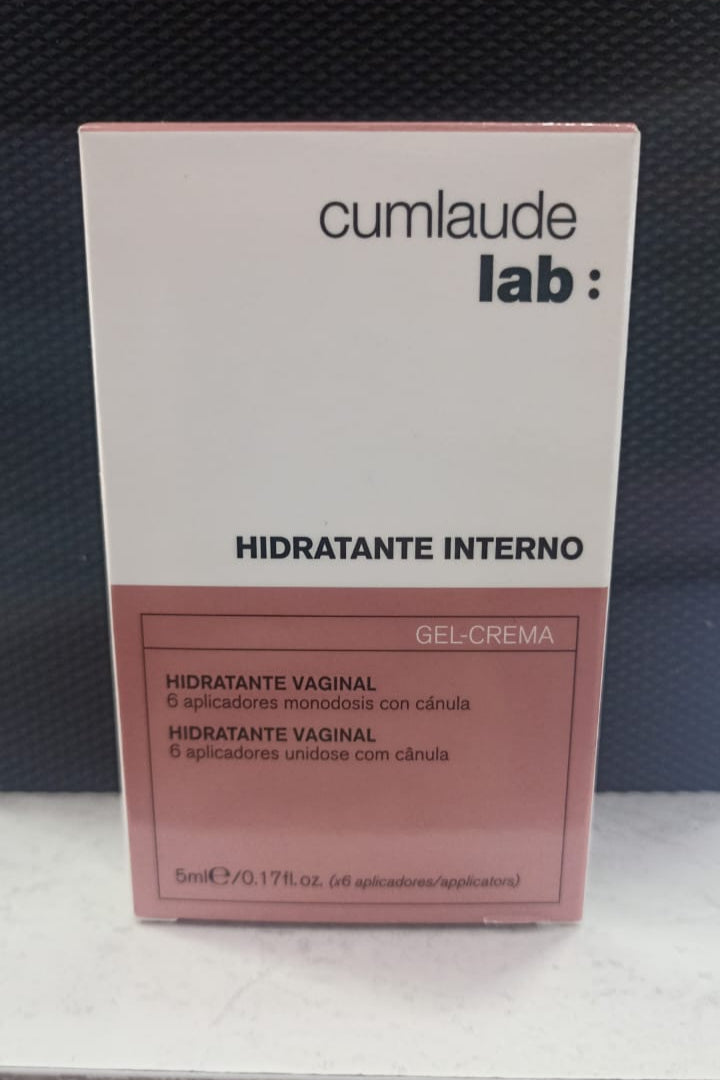 cumlaude
lab:
HIDRATANTE INTERNO
GEL-CREMA
HIDRATANTE VAGINAL
6 aplicadores monodosis con cánula
HIDRATANTE VAGINAL
6 aplicadores unidose com cânula
5ml℮/0.17fl.oz. (x6 aplicadores/applicators)